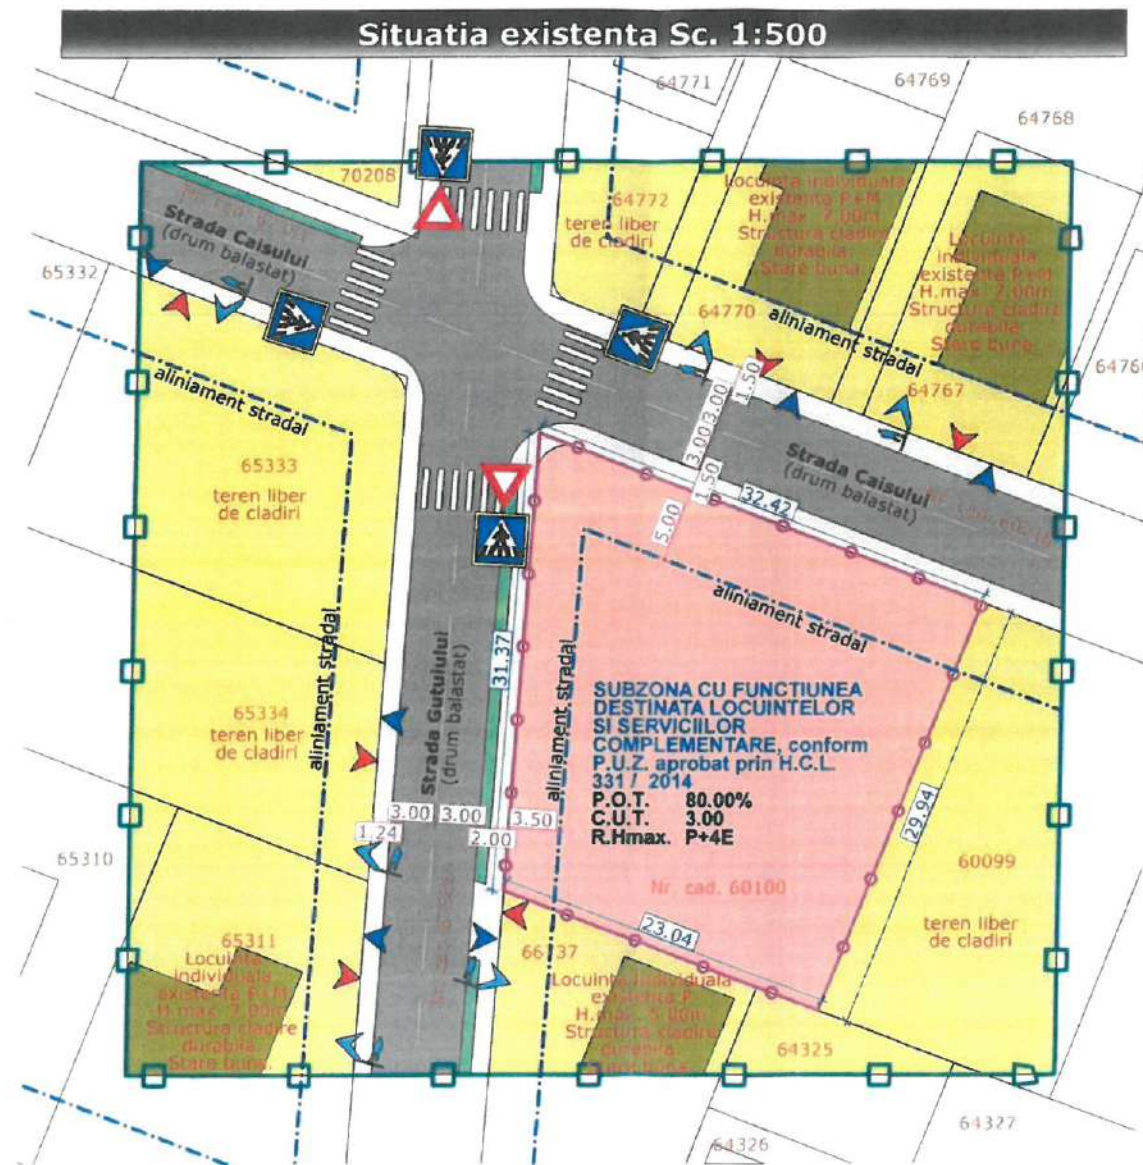 Situatia existenta Sc. 1:500
64771
64769
64768
70208
64772
teren liber
de cladiri
Locuinta individuala
existenta P+M
H.max. 7.00m
Structura cladire
durabila.
Stare buna.
Locuinta
individuala
existenta P+M
H.max. 7.00m
Structura cladire
durabila.
Stare buna.
Strada Caisului
(drum balastat)
65332
64770
aliniament stradal
64767
aliniament stradal
1.50
3.00
3.00
1.50
5.00
32.42
Strada Caisului
(drum balastat)
65333
teren liber
de cladiri
aliniament stradal
aliniament stradal
31.37
aliniament stradal
Strada Gutuiului
(drum balastat)
SUBZONA CU FUNCTIUNEA
DESTINATA LOCUINTELOR
SI SERVICIILOR
COMPLEMENTARE, conform
P.U.Z. aprobat prin H.C.L.
331 / 2014
P.O.T. 80.00%
C.U.T. 3.00
R.Hmax. P+4E
65334
teren liber
de cladiri
3.00
3.00
3.50
1.24
2.00
29.94
65310
60099
teren liber
de cladiri
Nr. cad. 60100
23.04
65311
Locuinta
individuala
existenta P+M
H.max. 7.00m
Structura cladire
durabila.
Stare buna.
66737
Locuinta individuala
existenta P
H.max. 5.00m
Structura cladire
durabila
64325
64326
64327